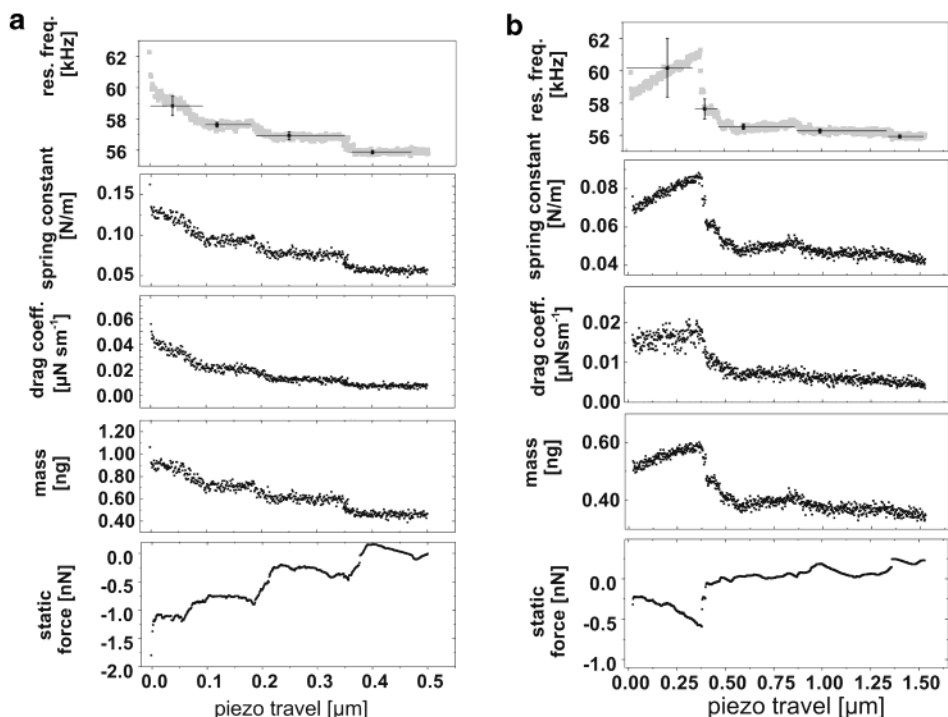 a
res. freq.
[kHz]
62
60
58
56
spring constant
[N/m]
0.15
0.10
0.05
drag coeff.
[µN sm-1]
0.06
0.04
0.02
0.00
mass
[ng]
1.20
1.00
0.80
0.60
0.40
static
force [nN]
0.0
-0.5
-1.0
-1.5
-2.0
0.0 0.1 0.2 0.3 0.4 0.5
piezo travel [µm]
b
res. freq.
[kHz]
62
60
58
56
spring constant
[N/m]
0.08
0.06
0.04
drag coeff.
[µNsm-1]
0.02
0.01
0.00
mass
[ng]
0.60
0.40
static
force [nN]
0.0
-0.5
-1.0
0.00 0.25 0.50 0.75 1.00 1.25 1.50
piezo travel [µm]